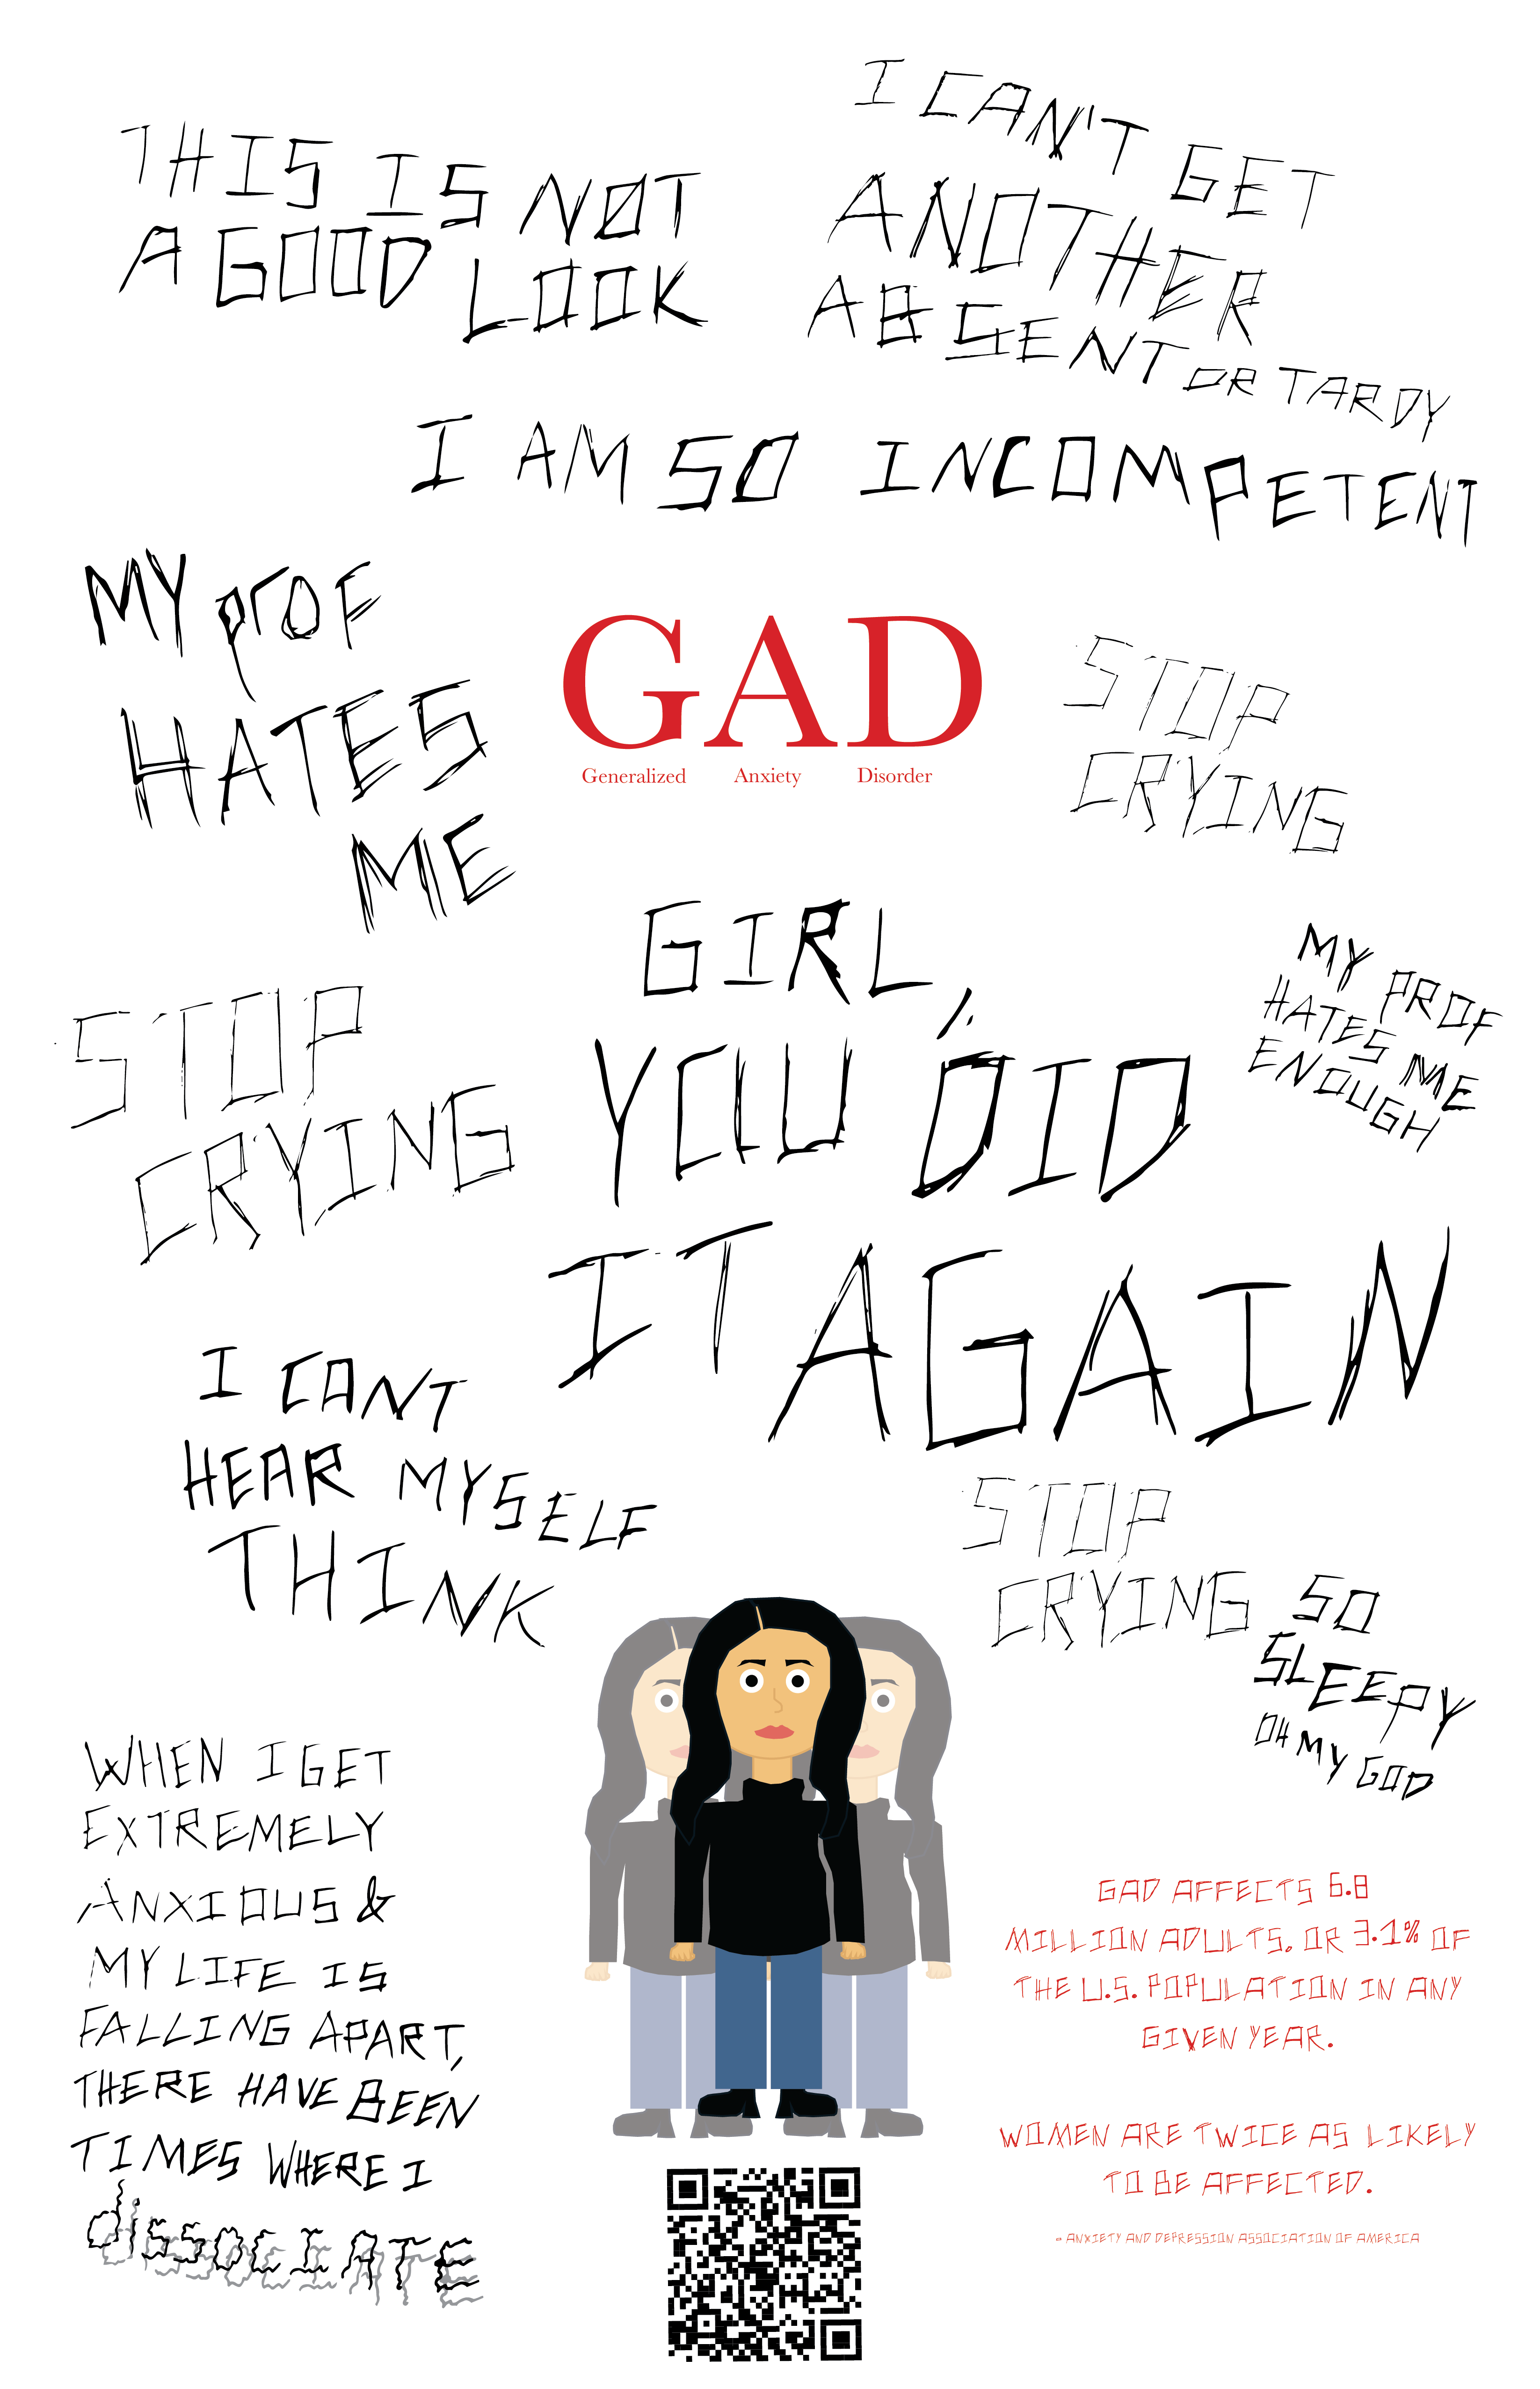 THIS IS NOT
A GOOD LOOK
I CAN'T GET
ANOTHER
ABSENT OR TARDY
I AM SO INCOMPETENT
MY prOF
HATES
ME
GAD
Generalized Anxiety Disorder
STOP
CRYING
GIRL,
YOU DID
IT AGAIN
MY PROF
HATES ME
ENOUGH
STOP
CRYING
I CANT
HEAR MYSELF
THINK
STOP
CRYING
SO
SLEEPY
OH MY GOD
WHEN I GET
EXTREMELY
ANXIOUS &
MY LIFE IS
FALLING APART,
THERE HAVE BEEN
TIMES WHERE I
dissOCIATE
GAD AFFECTS 6.8
MILLION ADULTS, OR 3.1% OF
THE U.S. POPULATION IN ANY
GIVEN YEAR.
WOMEN ARE TWICE AS LIKELY
TO BE AFFECTED.
- ANXIETY AND DEPRESSION ASSOCIATION OF AMERICA